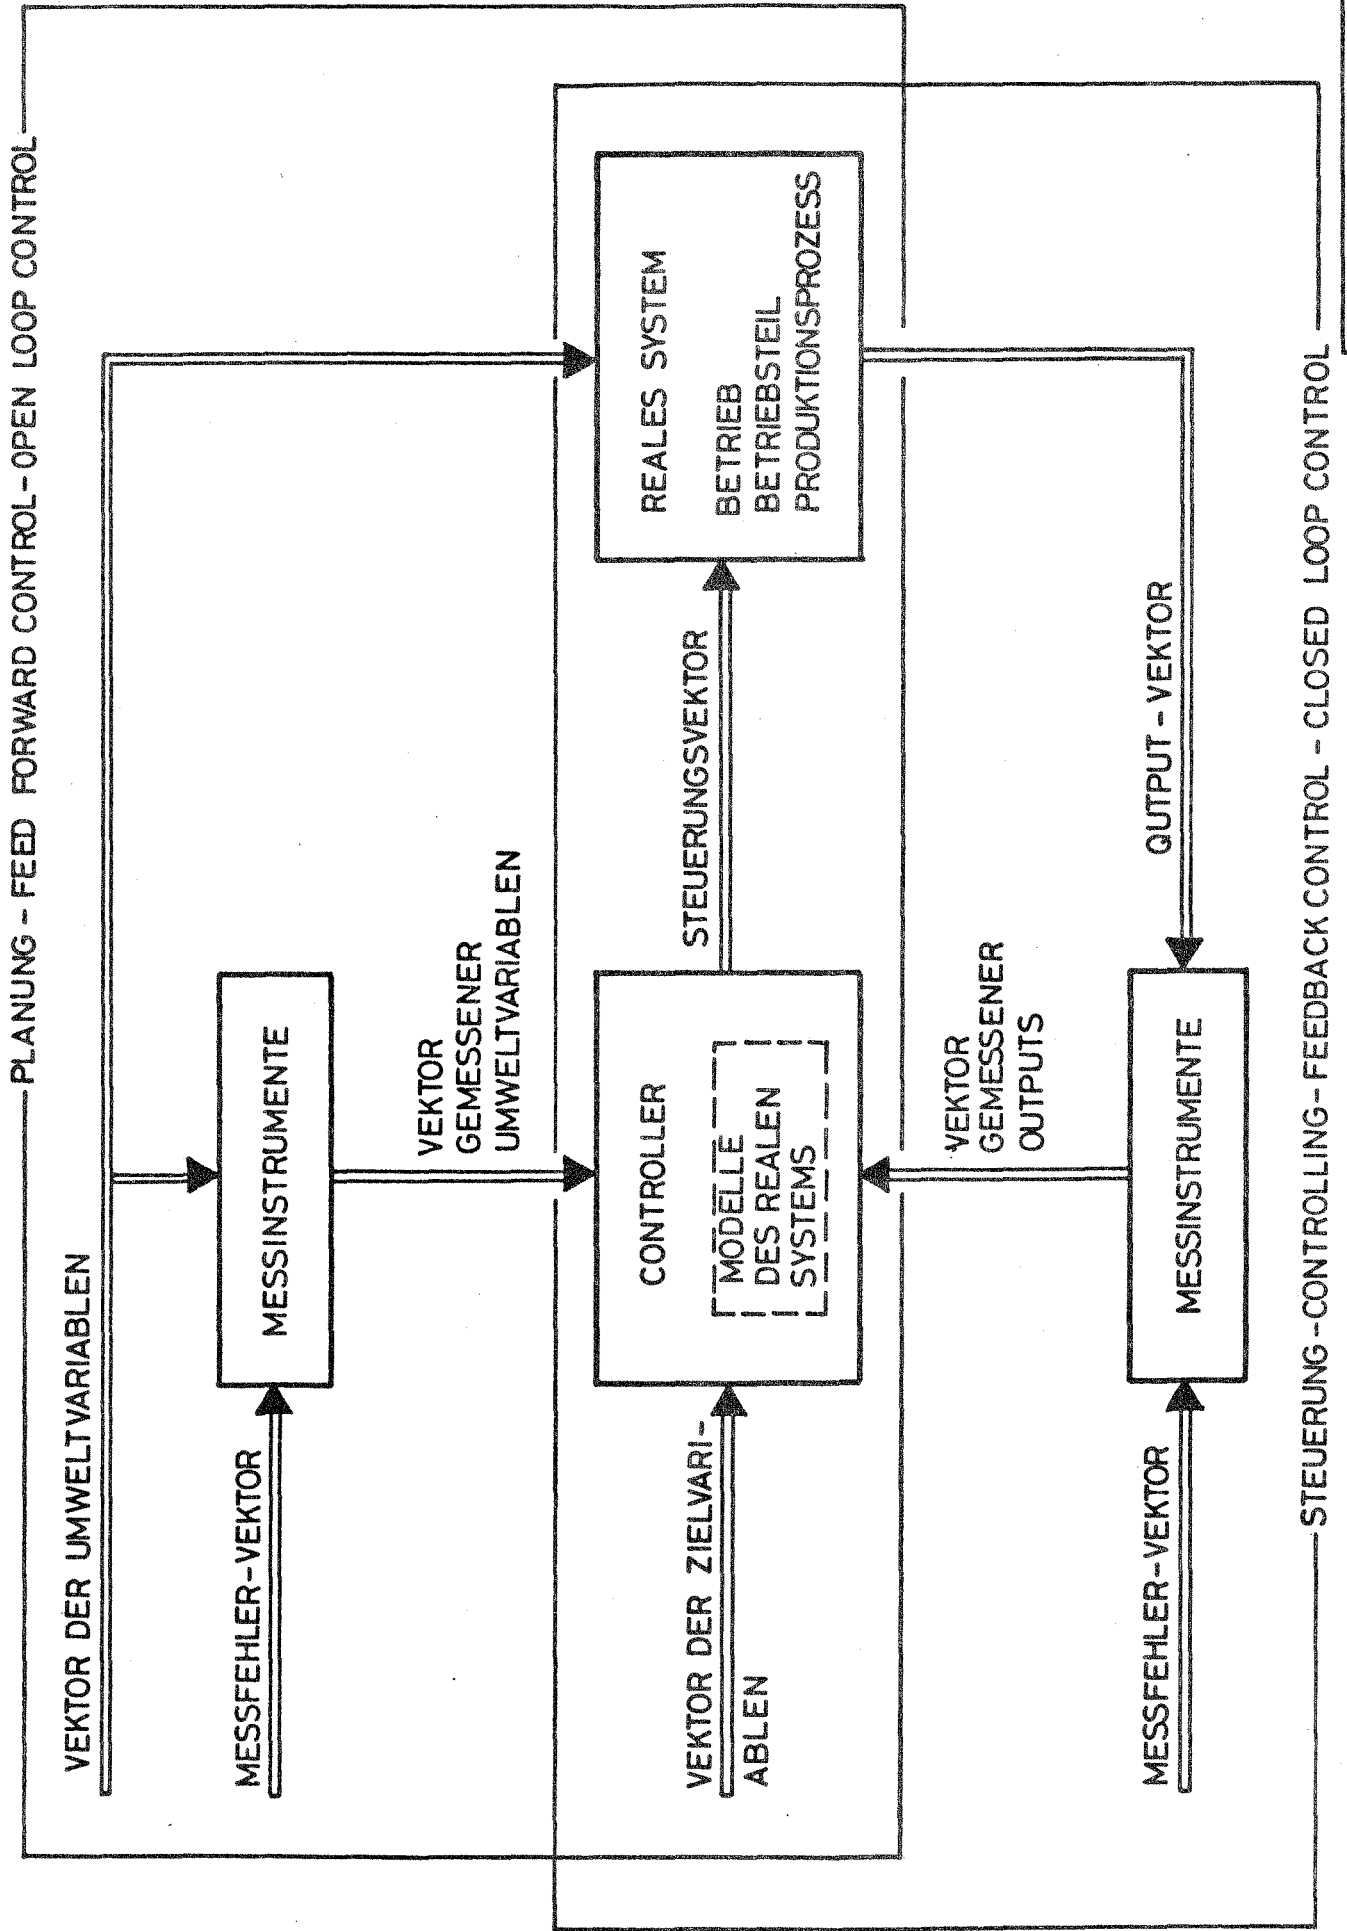 PLANUNG - FEED FORWARD CONTROL - OPEN LOOP CONTROL
VEKTOR DER UMWELTVARIABLEN
MESSFEHLER-VEKTOR
MESSINSTRUMENTE
VEKTOR
GEMESSENER
UMWELTVARIABLEN
VEKTOR DER ZIELVARI-
ABLEN
CONTROLLER
MODELLE
DES REALEN
SYSTEMS
STEUERUNGSVEKTOR
REALES SYSTEM
BETRIEB
BETRIEBSTEIL
PRODUKTIONSPROZESS
VEKTOR
GEMESSENER
OUTPUTS
MESSFEHLER-VEKTOR
MESSINSTRUMENTE
OUTPUT - VEKTOR
STEUERUNG - CONTROLLING - FEEDBACK CONTROL - CLOSED LOOP CONTROL